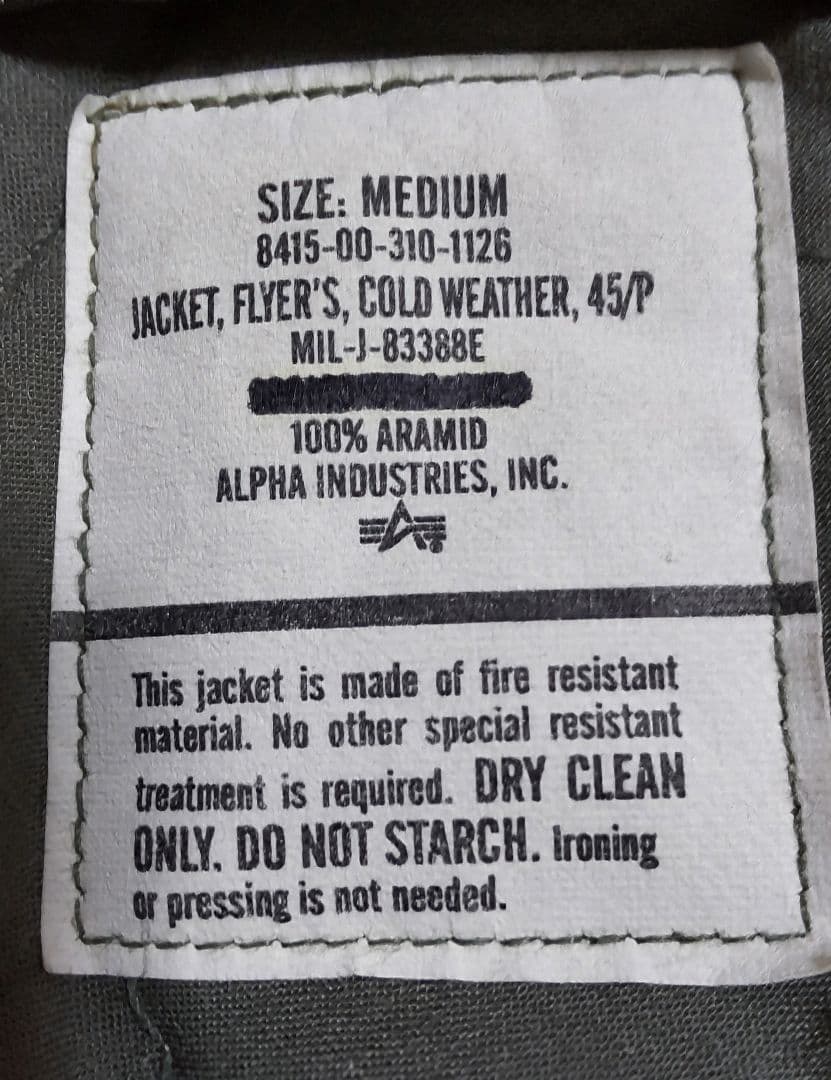 SIZE: MEDIUM
8415-00-310-1126
JACKET, FLYER'S, COLD WEATHER, 45/P
MIL-J-83388E
100% ARAMID
ALPHA INDUSTRIES, INC.
This jacket is made of fire resistant
material. No other special resistant
treatment is required. DRY CLEAN
ONLY. DO NOT STARCH. Ironing
or pressing is not needed.